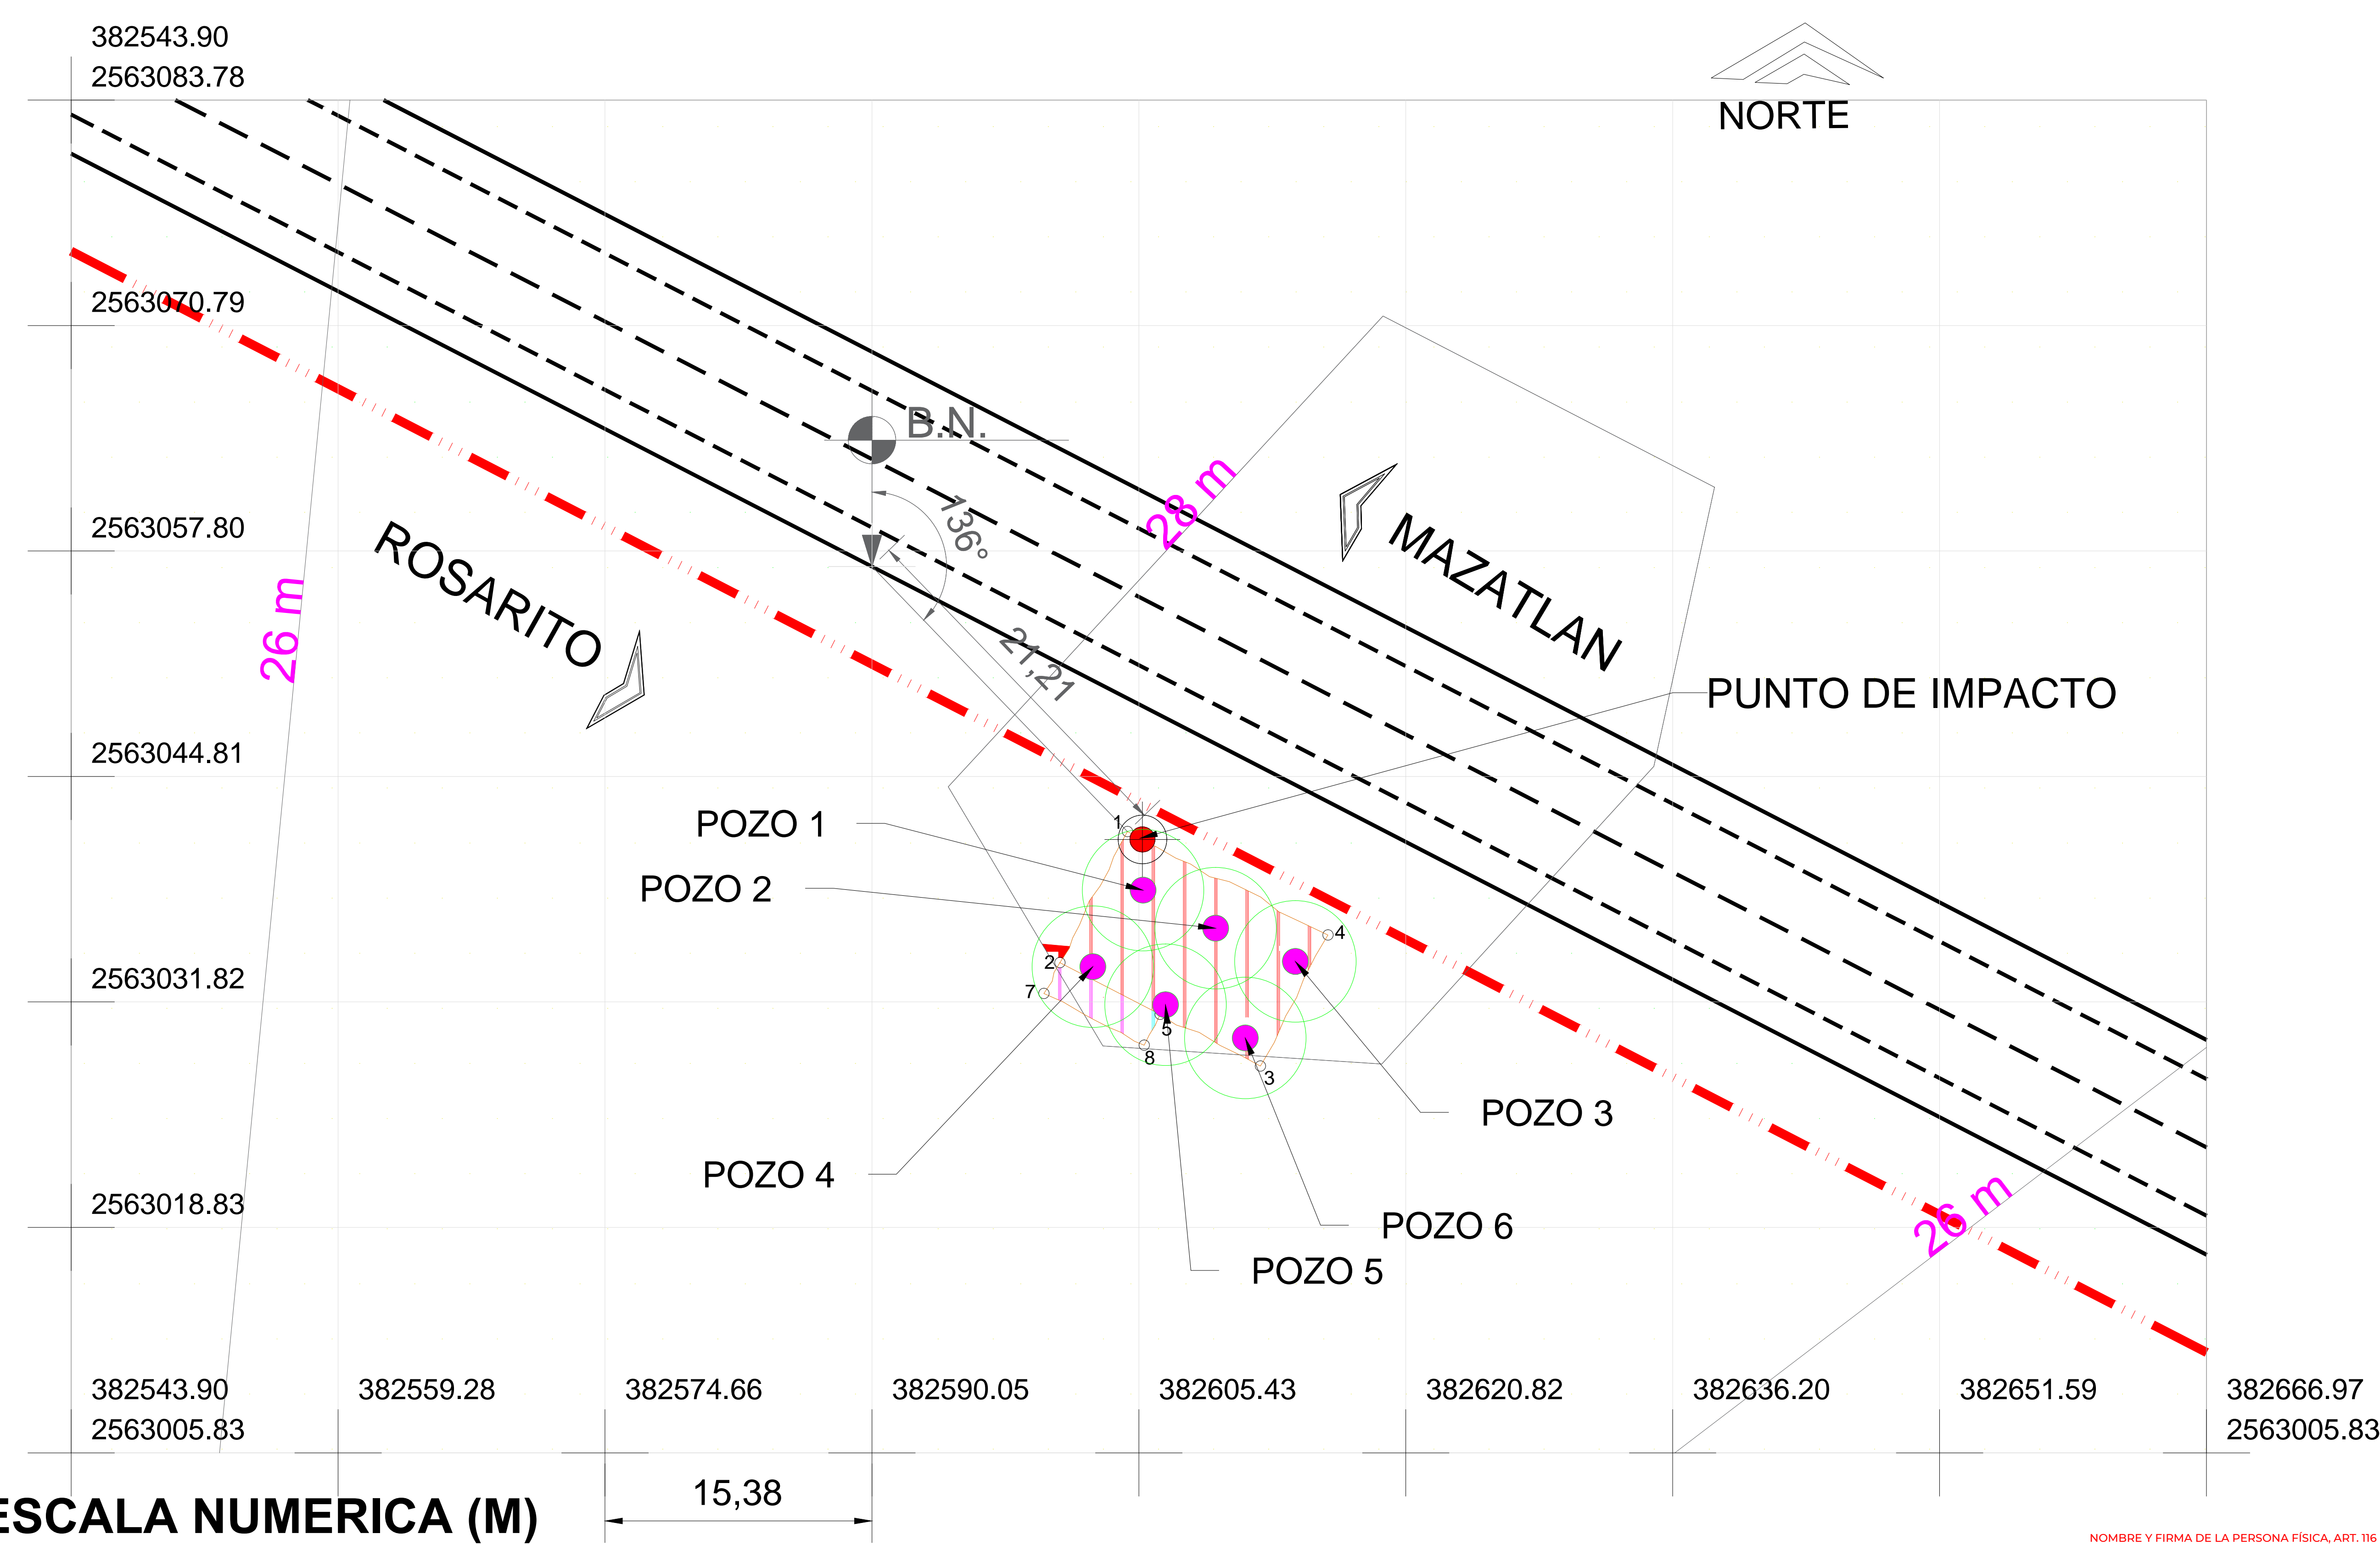 382543.90
2563083.78
NORTE
2563070.79
B.N.
136°
28 m
2563057.80
ROSARITO
MAZATLAN
26 m
21,21
PUNTO DE IMPACTO
2563044.81
POZO 1
1
POZO 2
4
2
2563031.82
7
5
8
3
POZO 3
POZO 4
2563018.83
26 m
POZO 6
POZO 5
382543.90
382559.28
382574.66
382590.05
382605.43
382620.82
382636.20
382651.59
382666.97
2563005.83
2563005.83
15,38
ESCALA NUMERICA (M)
NOMBRE Y FIRMA DE LA PERSONA FÍSICA, ART. 116